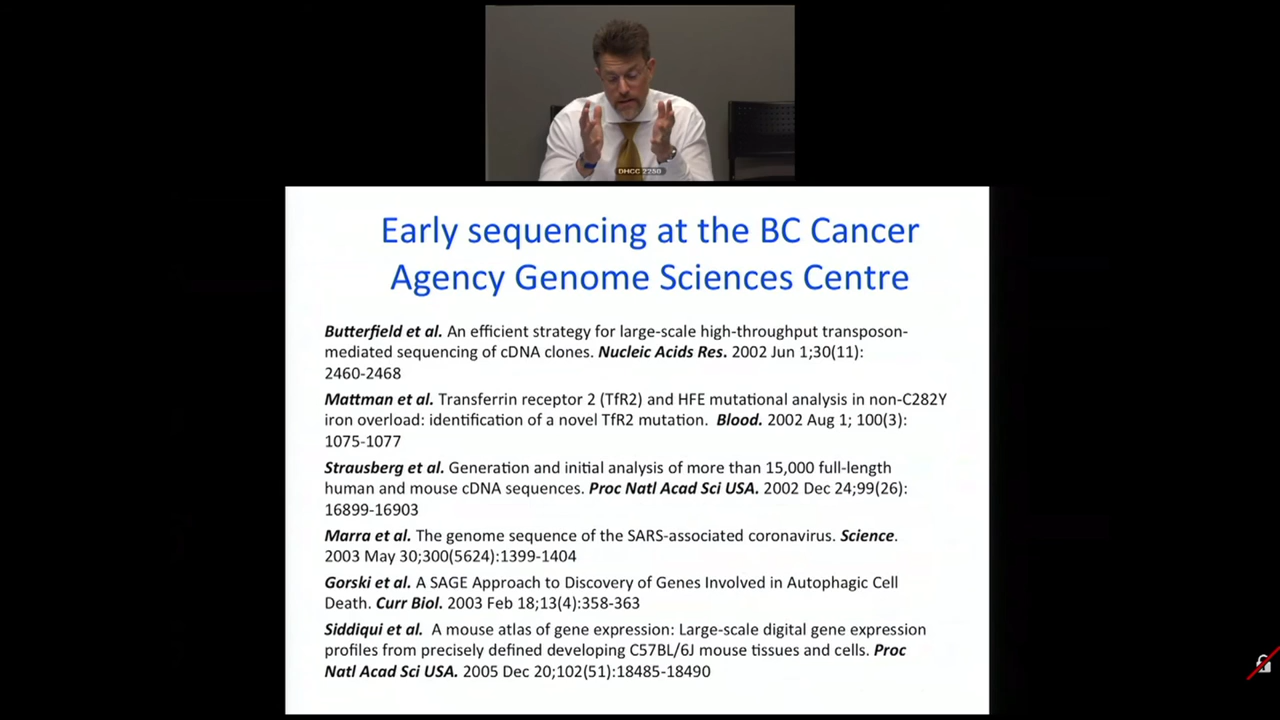 DHCC 2250
Early sequencing at the BC Cancer
Agency Genome Sciences Centre
Butterfield et al. An efficient strategy for large-scale high-throughput transposon-
mediated sequencing of cDNA clones. Nucleic Acids Res. 2002 Jun 1;30(11):
2460-2468
Mattman et al. Transferrin receptor 2 (TfR2) and HFE mutational analysis in non-C282Y
iron overload: identification of a novel TfR2 mutation. Blood. 2002 Aug 1; 100(3):
1075-1077
Strausberg et al. Generation and initial analysis of more than 15,000 full-length
human and mouse cDNA sequences. Proc Natl Acad Sci USA. 2002 Dec 24;99(26):
16899-16903
Marra et al. The genome sequence of the SARS-associated coronavirus. Science.
2003 May 30;300(5624):1399-1404
Gorski et al. A SAGE Approach to Discovery of Genes Involved in Autophagic Cell
Death. Curr Biol. 2003 Feb 18;13(4):358-363
Siddiqui et al. A mouse atlas of gene expression: Large-scale digital gene expression
profiles from precisely defined developing C57BL/6J mouse tissues and cells. Proc
Natl Acad Sci USA. 2005 Dec 20;102(51):18485-18490